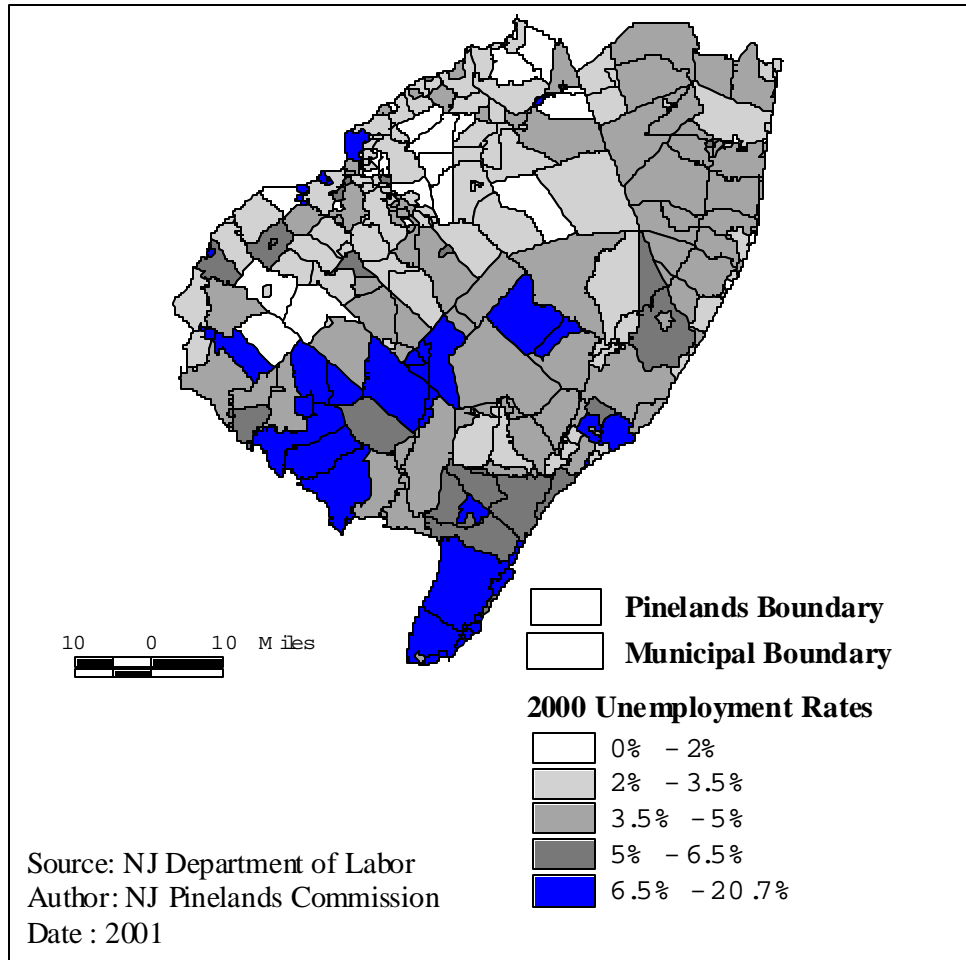 Pinelands Boundary
10 0 10 Miles
Municipal Boundary
2000 Unemployment Rates
0% - 2%
2% - 3.5%
3.5% - 5%
5% - 6.5%
6.5% - 20.7%
Source: NJ Department of Labor
Author: NJ Pinelands Commission
Date : 2001